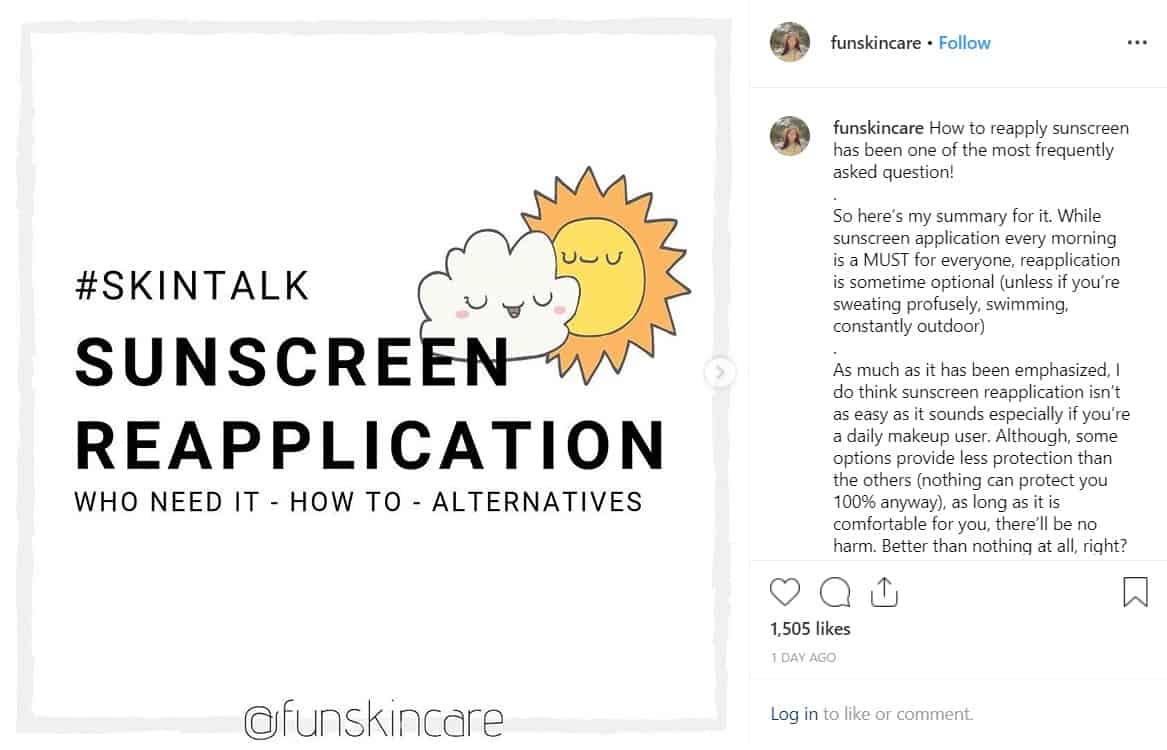 #SKINTALK
SUNSCREEN
REAPPLICATION
WHO NEED IT - HOW TO - ALTERNATIVES
@funskincare
funskincare • Follow
funskincare How to reapply sunscreen
has been one of the most frequently
asked question!
.
So here's my summary for it. While
sunscreen application every morning
is a MUST for everyone, reapplication
is sometime optional (unless if you're
sweating profusely, swimming,
constantly outdoor)
.
As much as it has been emphasized, I
do think sunscreen reapplication isn't
as easy as it sounds especially if you're
a daily makeup user. Although, some
options provide less protection than
the others (nothing can protect you
100% anyway), as long as it is
comfortable for you, there'll be no
harm. Better than nothing at all, right?
1,505 likes
1 DAY AGO
Log in to like or comment.